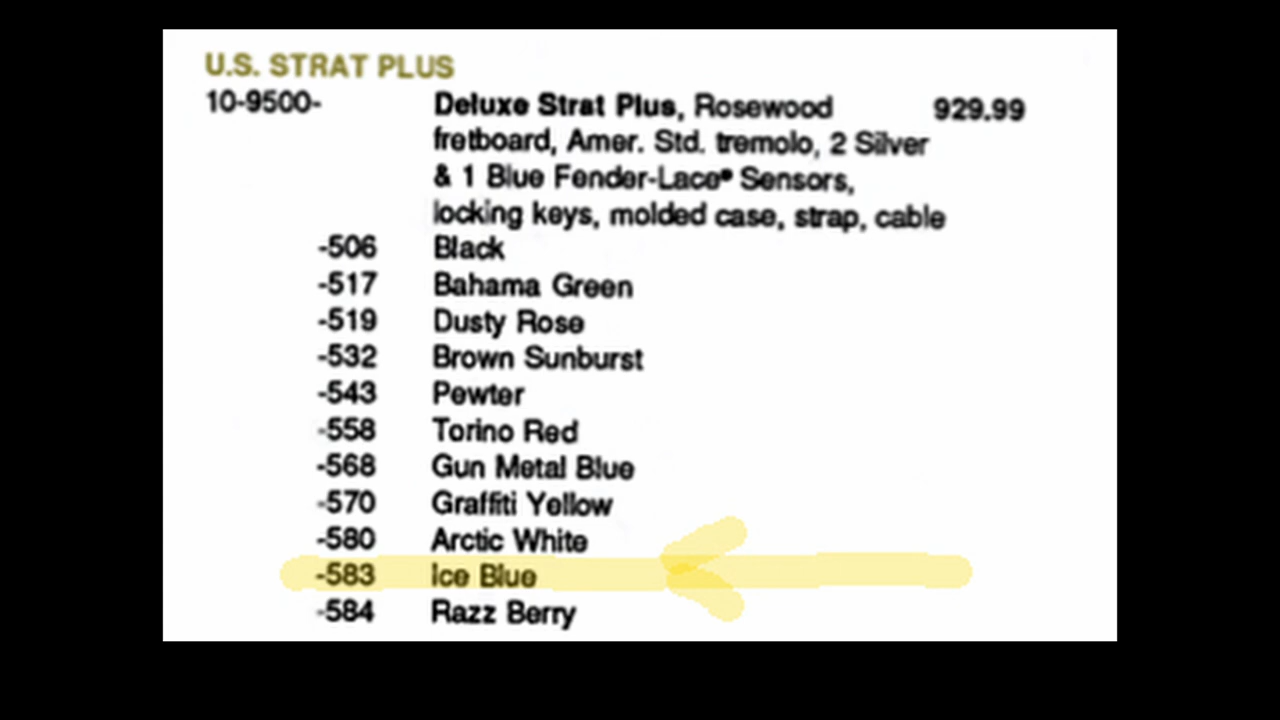 U.S. STRAT PLUS
10-9500- Deluxe Strat Plus, Rosewood 929.99
fretboard, Amer. Std. tremolo, 2 Silver
& 1 Blue Fender-Lace® Sensors,
locking keys, molded case, strap, cable
-506 Black
-517 Bahama Green
-519 Dusty Rose
-532 Brown Sunburst
-543 Pewter
-558 Torino Red
-568 Gun Metal Blue
-570 Graffiti Yellow
-580 Arctic White
-583 Ice Blue
-584 Razz Berry